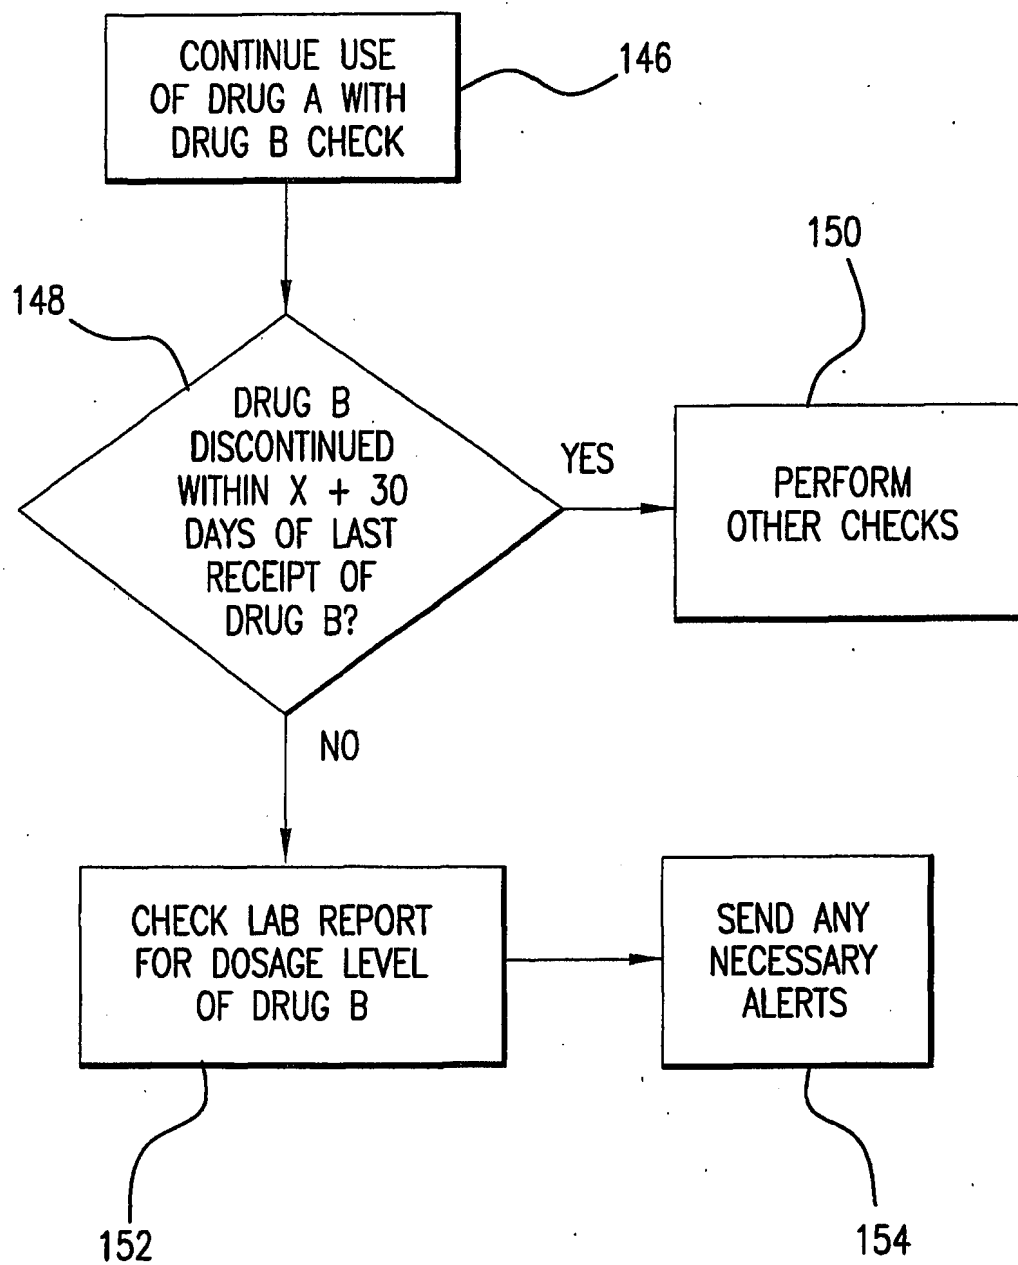 CONTINUE USE
OF DRUG A WITH
DRUG B CHECK
146
150
148
DRUG B
DISCONTINUED
WITHIN X + 30
DAYS OF LAST
RECEIPT OF
DRUG B?
YES
PERFORM
OTHER CHECKS
NO
CHECK LAB REPORT
FOR DOSAGE LEVEL
OF DRUG B
SEND ANY
NECESSARY
ALERTS
152
154